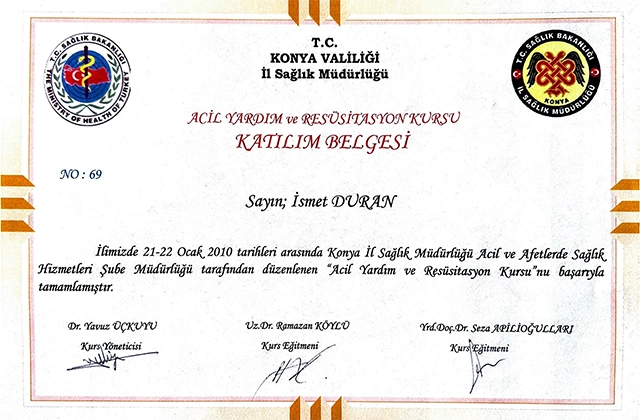 T.C. SAĞLIK BAKANLIĞI
THE MINISTRY OF HEALTH OF TURKEY
T.C.
KONYA VALİLİĞİ
İl Sağlık Müdürlüğü
T.C. SAĞLIK BAKANLIĞI
KONYA
İL SAĞLIK MÜDÜRLÜĞÜ
ACİL YARDIM ve RESÜSİTASYON KURSU
KATILIM BELGESİ
NO : 69
Sayın; İsmet DURAN
İlimizde 21-22 Ocak 2010 tarihleri arasında Konya İl Sağlık Müdürlüğü Acil ve Afetlerde Sağlık
Hizmetleri Şube Müdürlüğü tarafından düzenlenen “Acil Yardım ve Resüsitasyon Kursu”nu başarıyla
tamamlamıştır.
Dr. Yavuz ÜÇKUYU
Kurs Yöneticisi
Uz.Dr. Ramazan KÖYLÜ
Kurs Eğitmeni
Yrd.Doç.Dr. Seza APİLİOĞULLARI
Kurs Eğitmeni